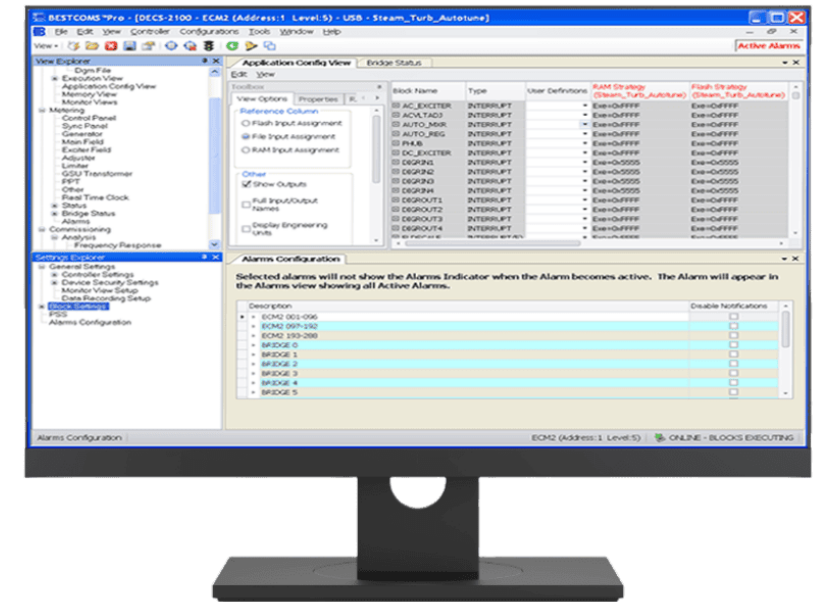 BESTCOMS™Pro - [DECS-2100 - ECM2 (Address:1 Level:5) - USB - Steam_Turb_Autotune]
File Edit View Controller Configurations Tools Window Help
View
Active Alarms
View Explorer
Dgm File
Execution View
Application Config View
Memory View
Monitor Views
Metering
Control Panel
Sync Panel
Generator
Main Field
Exciter Field
Adjuster
Limiter
GSU Transformer
PPT
Other
Real Time Clock
Status
Bridge Status
Alarms
Commissioning
Analysis
Frequency Response
Settings Explorer
General Settings
Controller Settings
Device Security Settings
Monitor View Setup
Data Recording Setup
Block Settings
PSS
Alarms Configuration
Application Config View Bridge Status
Edit View
Toolbox
View Options Properties
Reference Column
Flash Input Assignment
File Input Assignment
RAM Input Assignment
Other
Show Outputs
Full Input/Output
Names
Display Engineering
Units
Block Name Type User Definitions RAM Strategy (Steam_Turb_Autotune) Flash Strategy (Steam_Turb_Autotune)
AC_EXCITER INTERRUPT Exe=0xFFFF Exe=0xFFFF
ACVLTADJ INTERRUPT Exe=0xFFFF Exe=0xFFFF
AUTO_MXR INTERRUPT Exe=0xFFFF Exe=0xFFFF
AUTO_REG INTERRUPT Exe=0xFFFF Exe=0xFFFF
PHUB INTERRUPT Exe=0xFFFF Exe=0xFFFF
DC_EXCITER INTERRUPT Exe=0xFFFF Exe=0xFFFF
DIGRIN1 INTERRUPT Exe=0x5555 Exe=0x5555
DIGRIN2 INTERRUPT Exe=0x5555 Exe=0x5555
DIGRIN3 INTERRUPT Exe=0x5555 Exe=0x5555
DIGRIN4 INTERRUPT Exe=0x5555 Exe=0x5555
DIGROUT1 INTERRUPT Exe=0xFFFF Exe=0xFFFF
DIGROUT2 INTERRUPT Exe=0xFFFF Exe=0xFFFF
DIGROUT3 INTERRUPT Exe=0xFFFF Exe=0xFFFF
DIGROUT4 INTERRUPT Exe=0xFFFF Exe=0xFFFF
Alarms Configuration
Selected alarms will not show the Alarms Indicator when the Alarm becomes active. The Alarm will appear in
the Alarms view showing all Active Alarms.
Description Disable Notifications
ECM2 001-096
ECM2 097-192
ECM2 193-288
BRIDGE 0
BRIDGE 1
BRIDGE 2
BRIDGE 3
BRIDGE 4
BRIDGE 5
Alarms Configuration ECM2 (Address:1 Level:5) ONLINE - BLOCKS EXECUTING